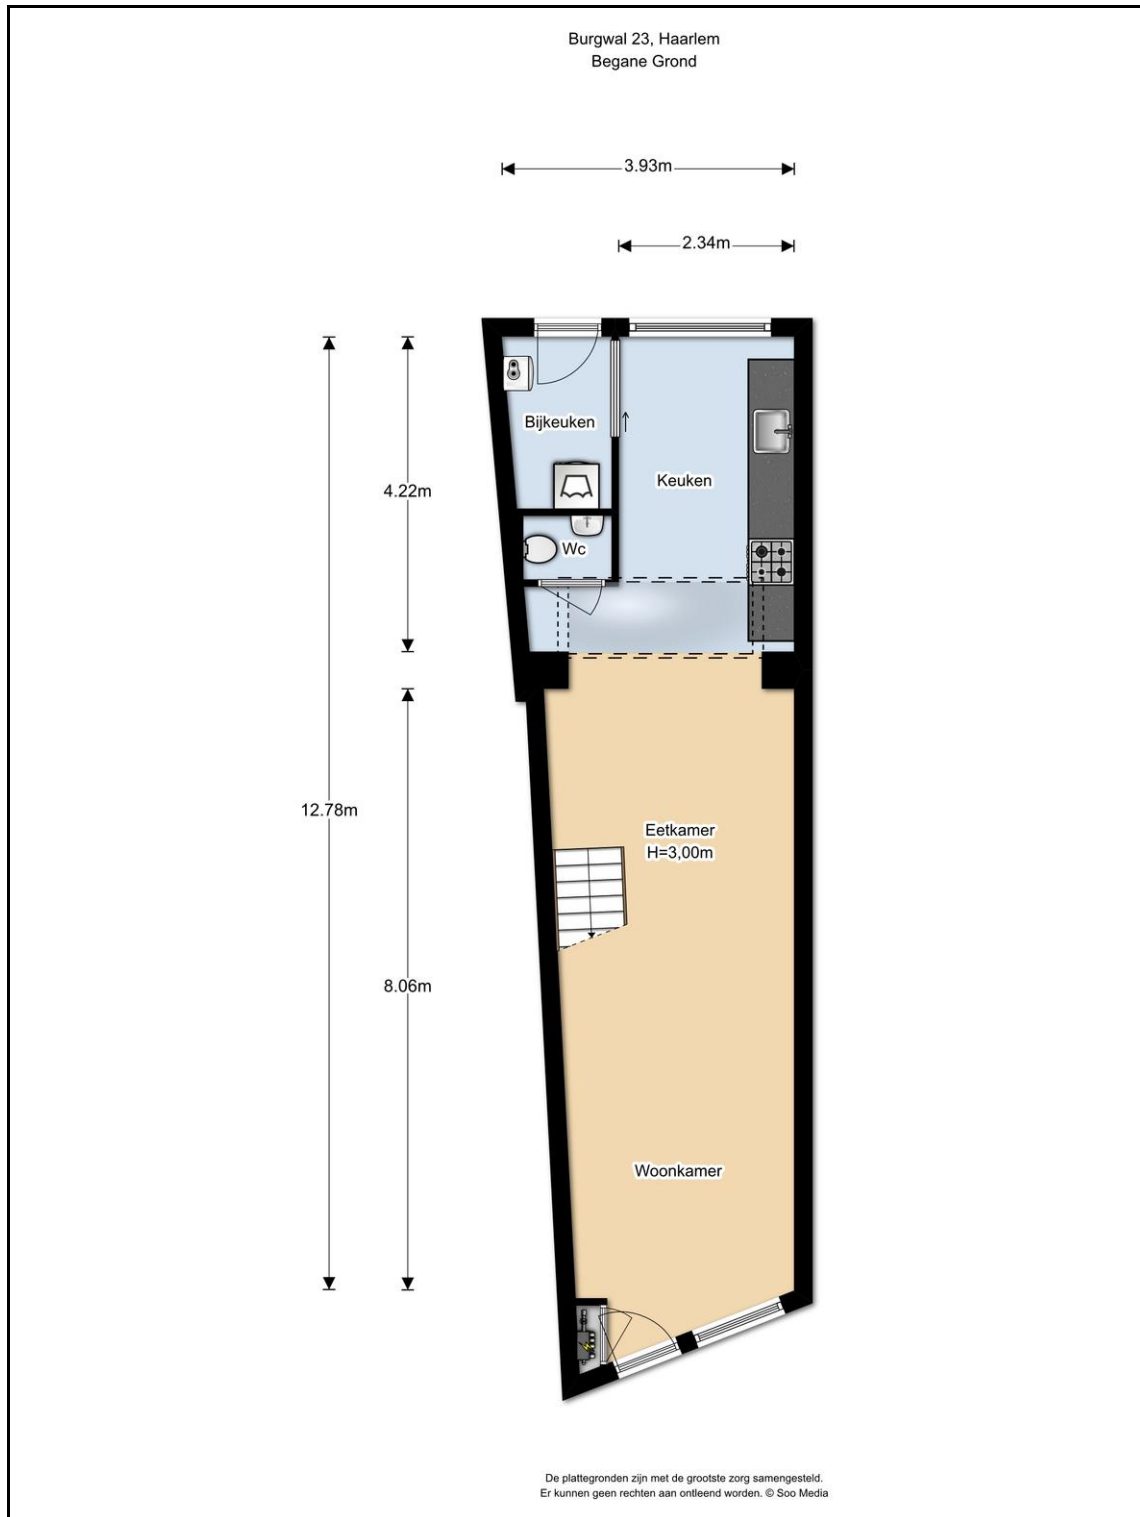 Burgwal 23, Haarlem
Begane Grond
3.93m
2.34m
Bijkeuken
Keuken
4.22m
Wc
12.78m
Eetkamer
H=3,00m
8.06m
Woonkamer
De plattegronden zijn met de grootste zorg samengesteld.
Er kunnen geen rechten aan ontleend worden. © Soo Media